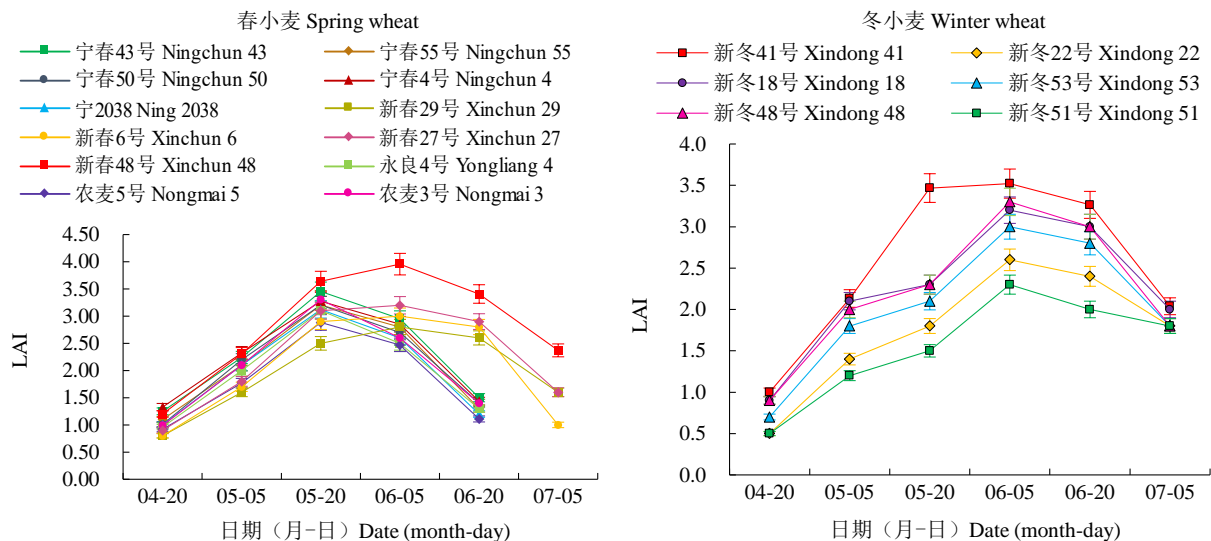 春小麦 Spring wheat
宁春43号 Ningchun 43
宁春55号 Ningchun 55
宁春50号 Ningchun 50
宁春4号 Ningchun 4
宁2038 Ning 2038
新春29号 Xinchun 29
新春6号 Xinchun 6
新春27号 Xinchun 27
新春48号 Xinchun 48
永良4号 Yongliang 4
农麦5号 Nongmai 5
农麦3号 Nongmai 3
4.50
4.00
3.50
3.00
2.50
2.00
1.50
1.00
0.50
0.00
LAI
04-20 05-05 05-20 06-05 06-20 07-05
日期（月-日）Date (month-day)
冬小麦 Winter wheat
新冬41号 Xindong 41
新冬22号 Xindong 22
新冬18号 Xindong 18
新冬53号 Xindong 53
新冬48号 Xindong 48
新冬51号 Xindong 51
4.0
3.5
3.0
2.5
2.0
1.5
1.0
0.5
0.0
LAI
04-20 05-05 05-20 06-05 06-20 07-05
日期（月-日）Date (month-day)